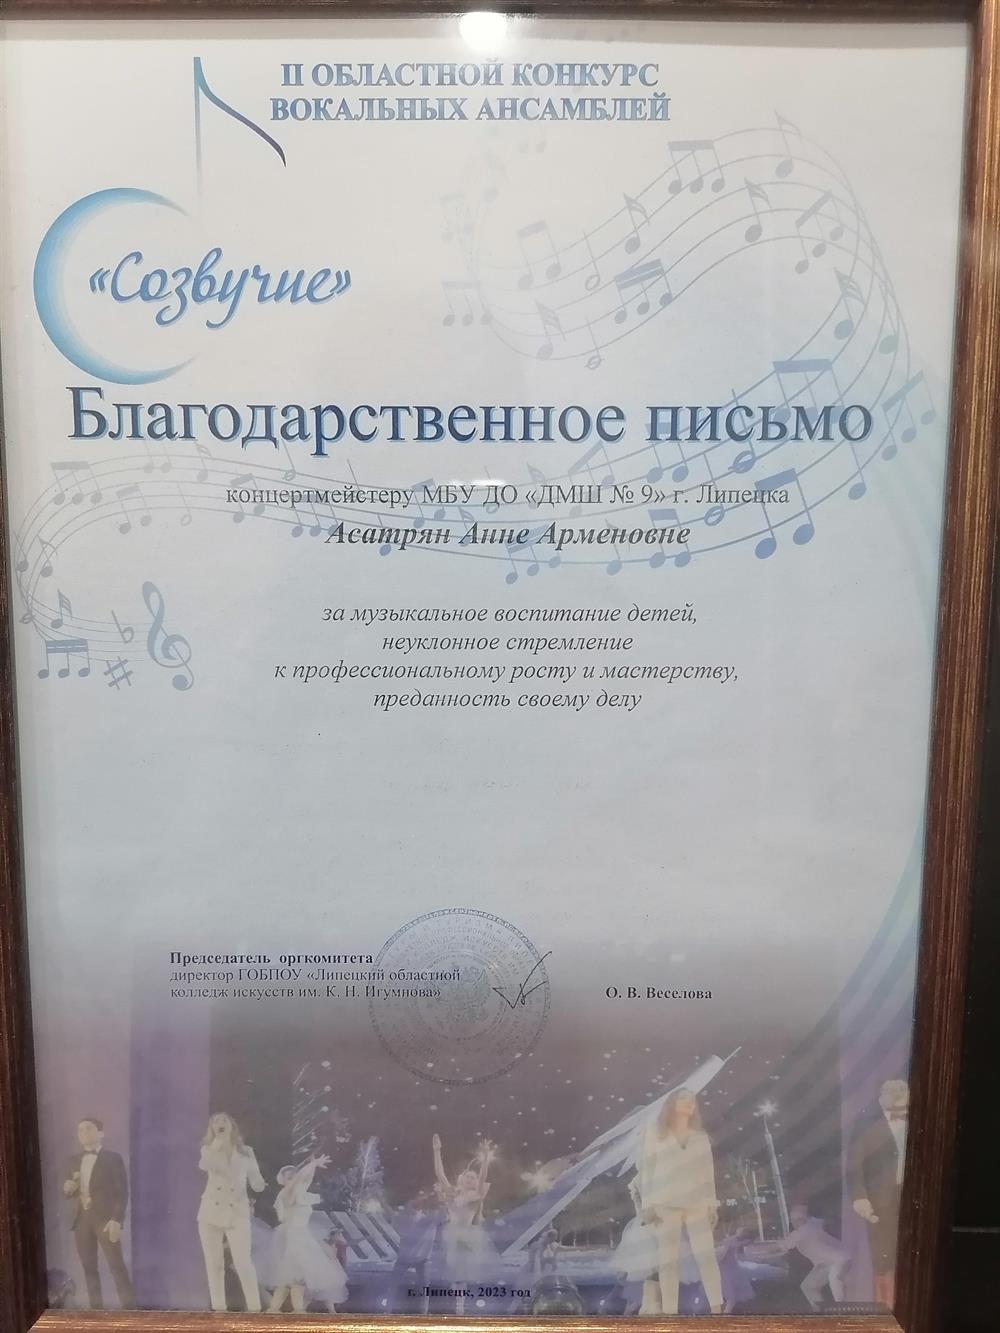 II ОБЛАСТНОЙ КОНКУРС
ВОКАЛЬНЫХ АНСАМБЛЕЙ
«Созвучие»
Благодарственное письмо
концертмейстеру МБУ ДО «ДМШ № 9» г. Липецка
Асатрян Анне Арменовне
за музыкальное воспитание детей,
неуклонное стремление
к профессиональному росту и мастерству,
преданность своему делу
Председатель оргкомитета
директор ГОБПОУ «Липецкий областной
колледж искусств им. К. Н. Игумнова»
О. В. Веселова
г. Липецк, 2023 год